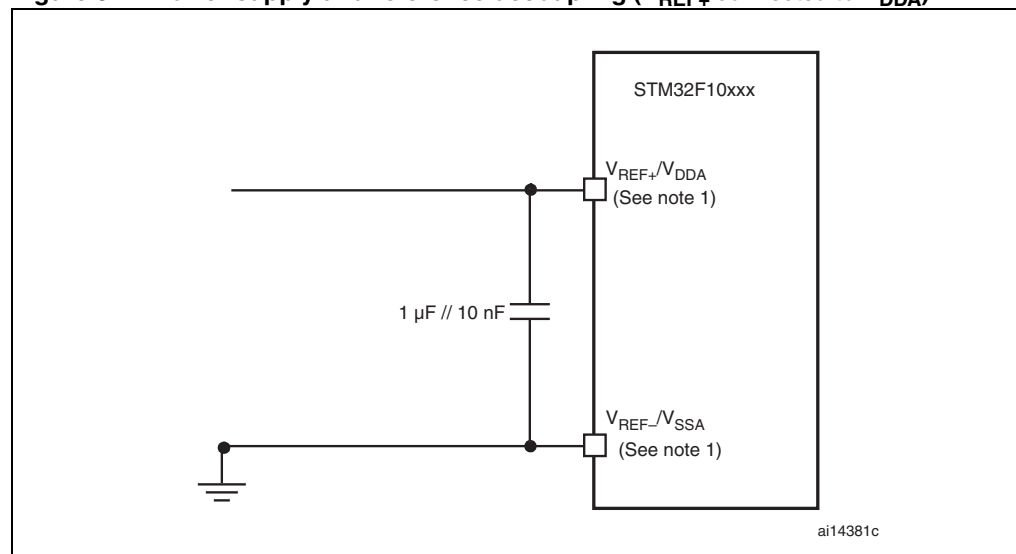 STM32F10xxx
VREF+/VDDA
(See note 1)
1 µF // 10 nF
VREF–/VSSA
(See note 1)
ai14381c